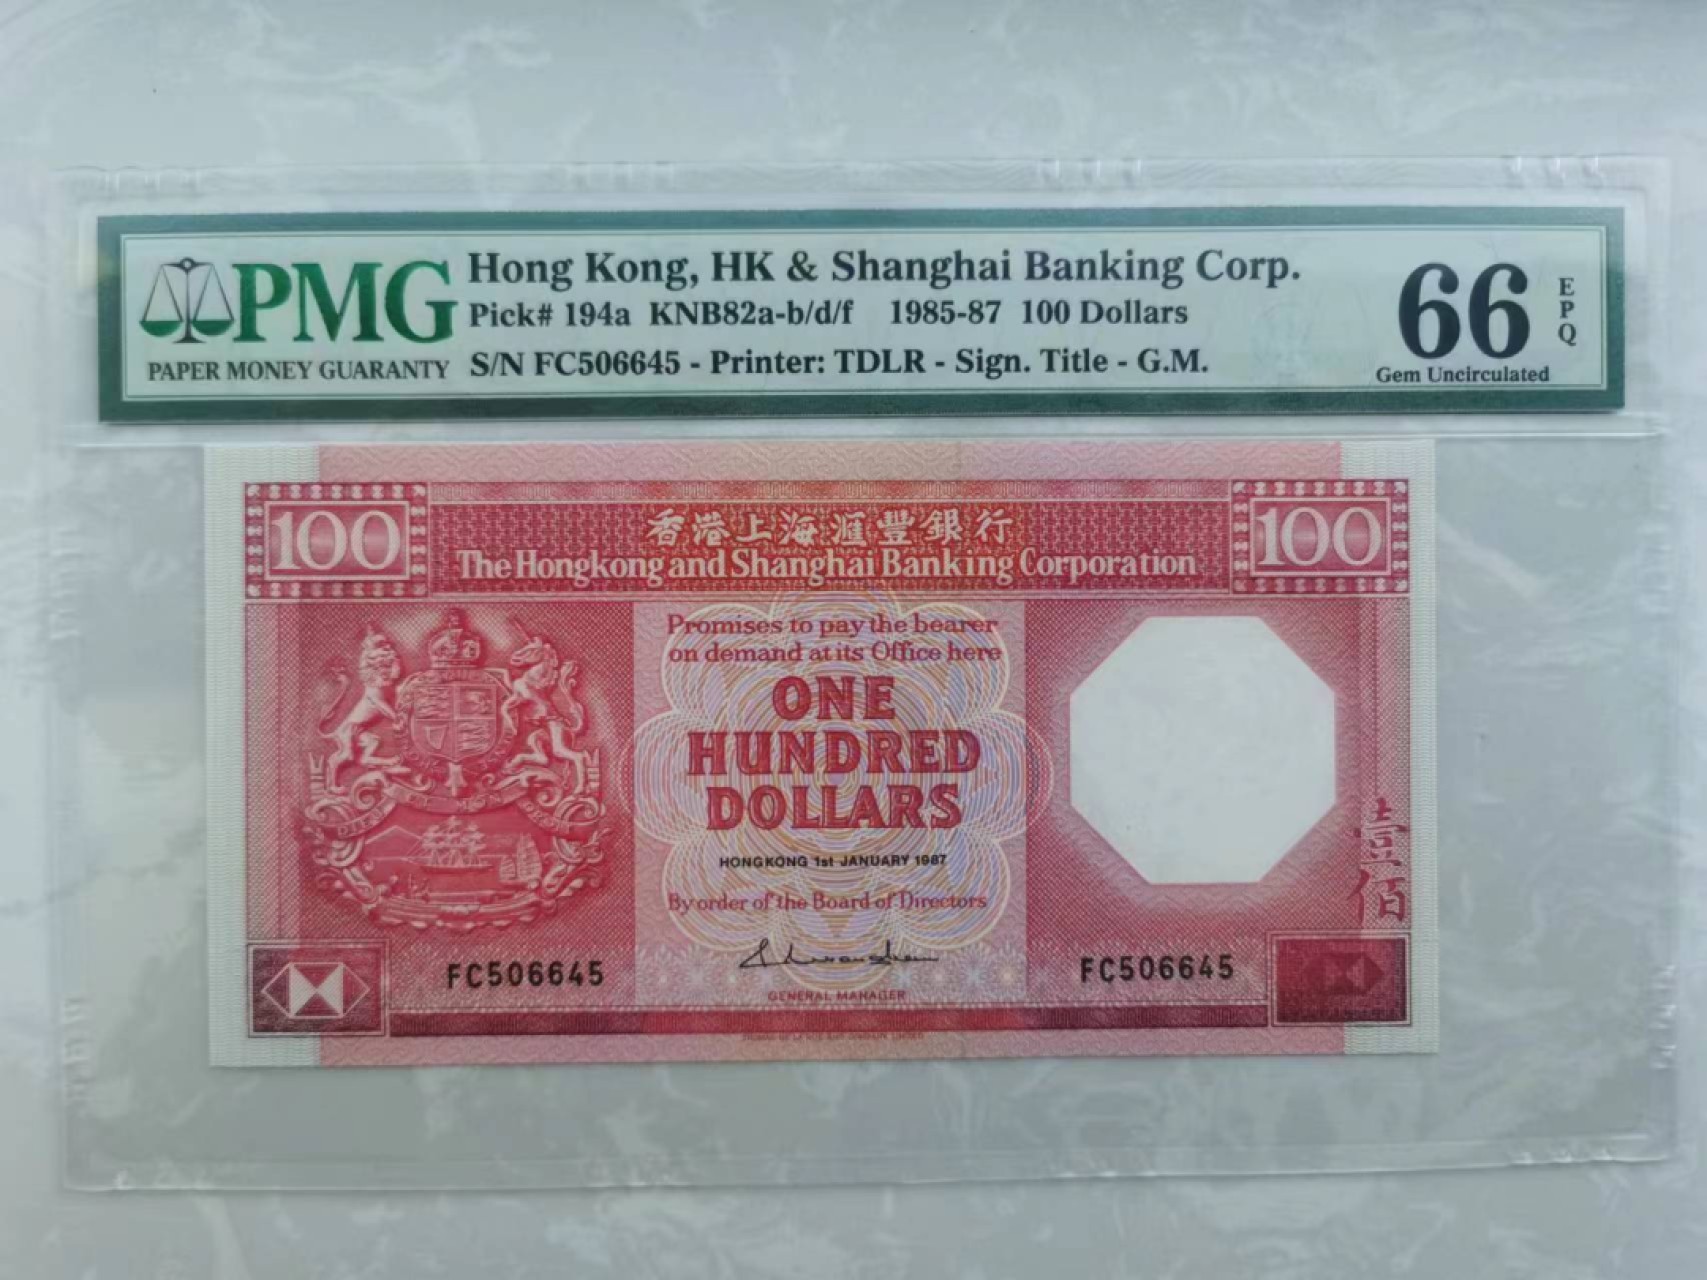 PMG
PAPER MONEY GUARANTY
Hong Kong, HK & Shanghai Banking Corp.
Pick# 194a KNB82a-b/d/f 1985-87 100 Dollars
S/N FC506645 - Printer: TDLR - Sign. Title - G.M.
66
EPQ
Gem Uncirculated
100
香港上海滙豐銀行
100
The Hongkong and Shanghai Banking Corporation
Promises to pay the bearer
on demand at its Office here
ONE
HUNDRED
DOLLARS
HONGKONG 1st JANUARY 1987
By order of the Board of Directors
壹佰
FC506645
FC506645
GENERAL MANAGER